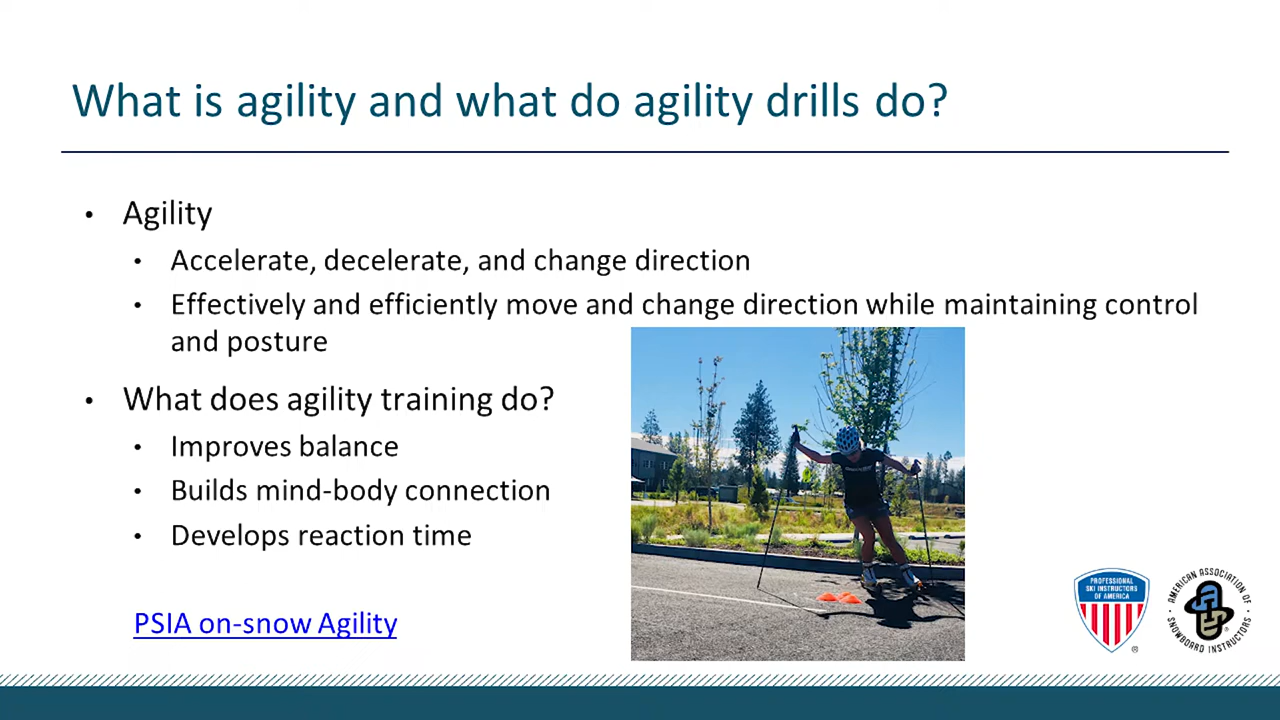 What is agility and what do agility drills do?
• Agility
• Accelerate, decelerate, and change direction
• Effectively and efficiently move and change direction while maintaining control
and posture
• What does agility training do?
• Improves balance
• Builds mind-body connection
• Develops reaction time
PSIA on-snow Agility
PROFESSIONAL
SKI INSTRUCTORS
OF AMERICA
®
AMERICAN ASSOCIATION OF
SNOWBOARD INSTRUCTORS
®